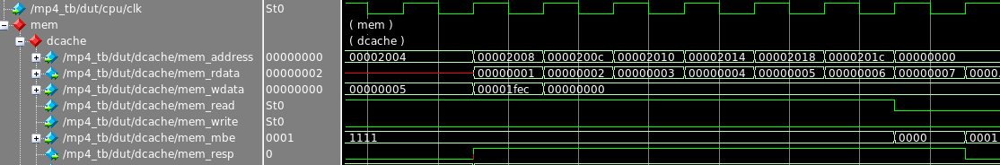 /mp4_tb/dut/cpu/clk St0
mem ( mem )
dcache ( dcache )
/mp4_tb/dut/dcache/mem_address 00000000 00002004 00002008 0000200c 00002010 00002014 00002018 0000201c 00000000
/mp4_tb/dut/dcache/mem_rdata 00000002 00000001 00000002 00000003 00000004 00000005 00000006 00000007 0000
/mp4_tb/dut/dcache/mem_wdata 00000000 00000005 00001fec 00000000
/mp4_tb/dut/dcache/mem_read St0
/mp4_tb/dut/dcache/mem_write St0
/mp4_tb/dut/dcache/mem_mbe 0001 1111 0000 0001
/mp4_tb/dut/dcache/mem_resp 0